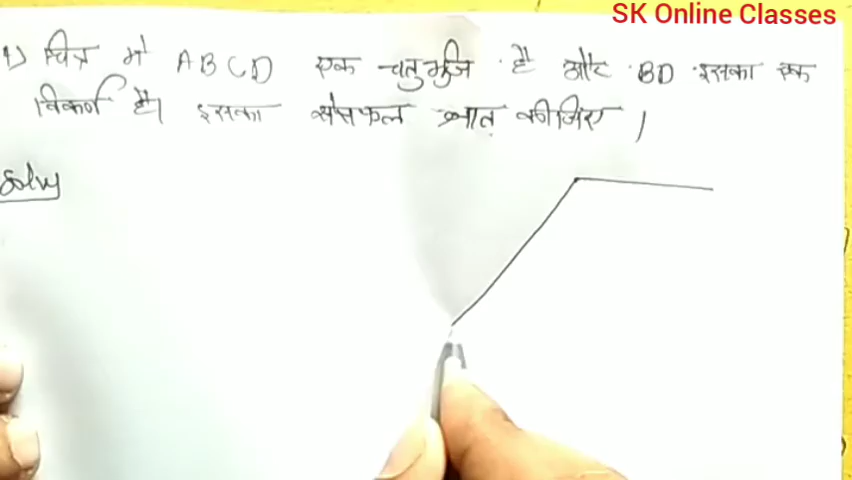 SK Online Classes
1) चित्र में ABCD एक चतुर्भुज है और BD इसका एक
विकर्ण है। इसका क्षेत्रफल ज्ञात कीजिए।
Solve